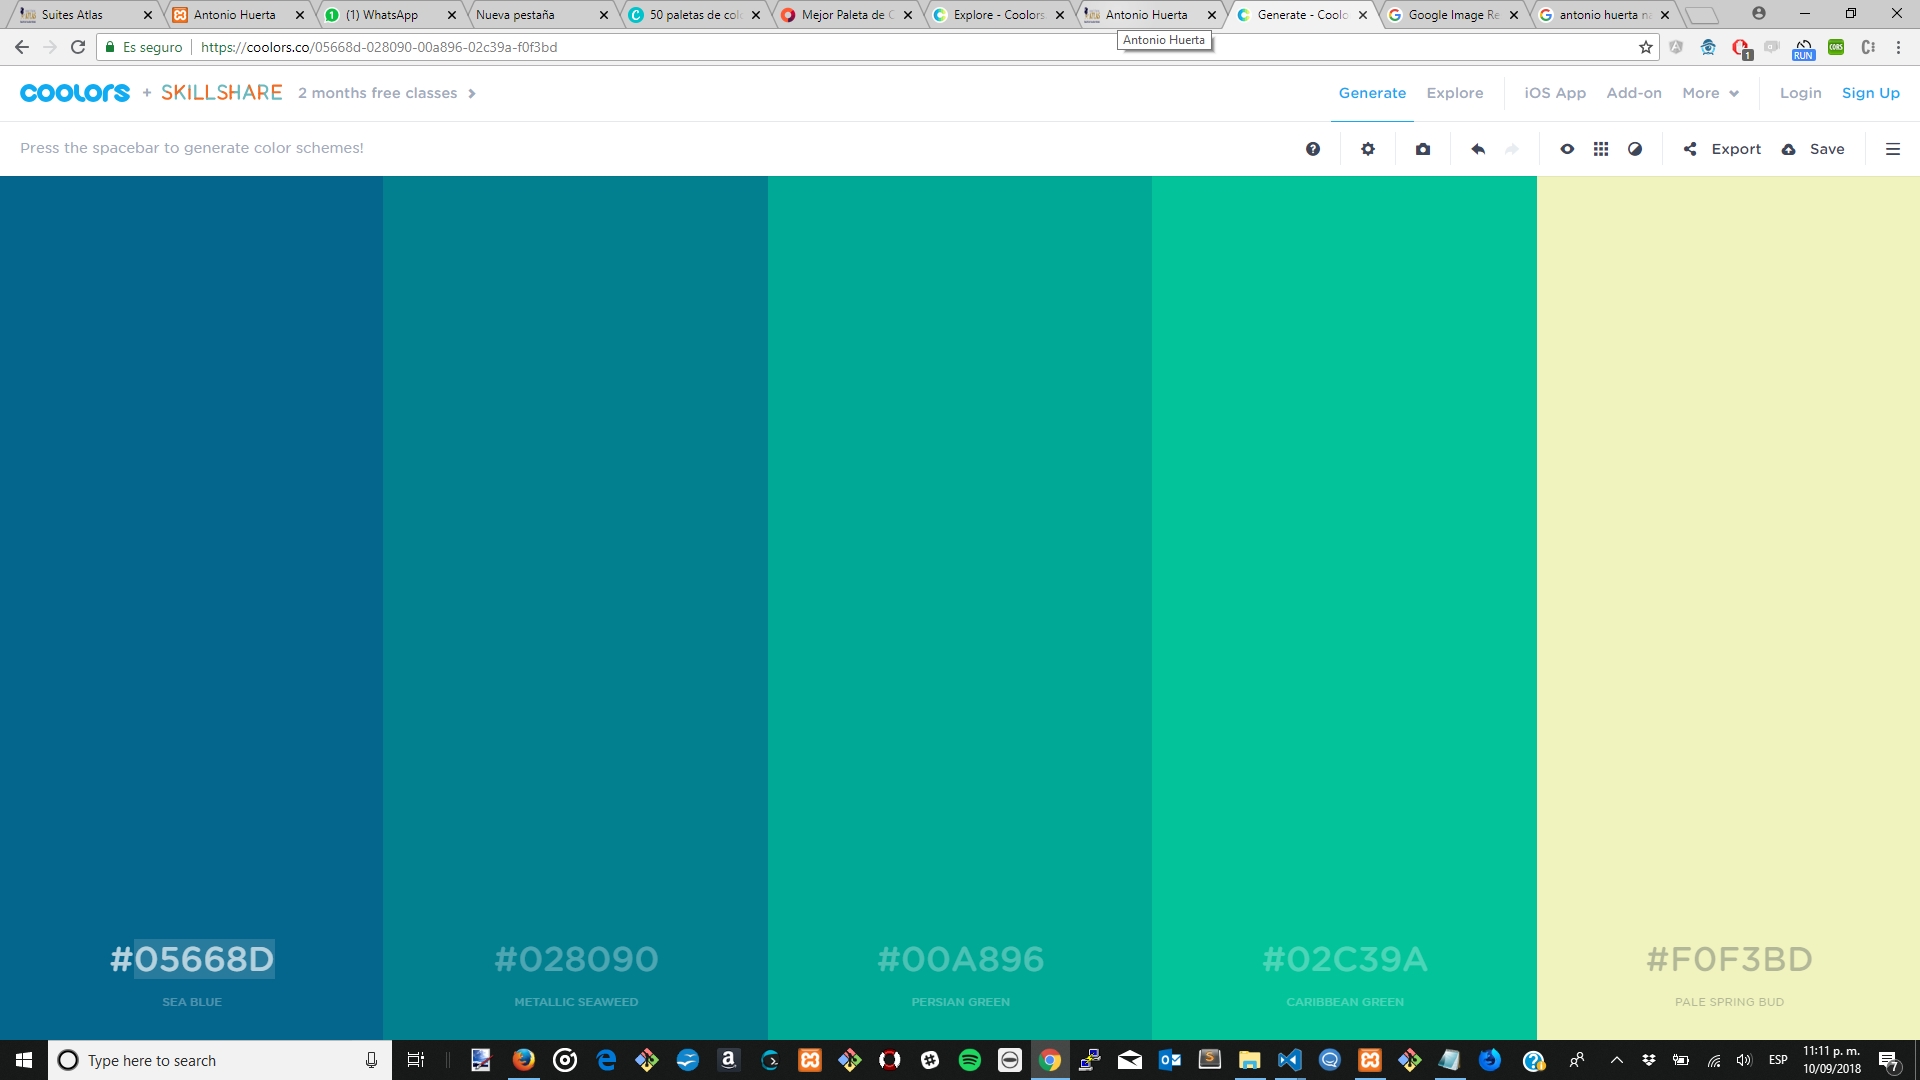 Suites Atlas
Antonio Huerta
(1) WhatsApp
Nueva pestaña
50 paletas de col
Mejor Paleta de C
Explore - Coolors
Antonio Huerta
Generate - Coolo
Google Image Re
antonio huerta na
Es seguro
https://coolors.co/05668d-028090-00a896-02c39a-f0f3bd
Antonio Huerta
1
RUN
CORS
coolors + SKILLSHARE 2 months free classes
Generate
Explore
iOS App
Add-on
More
Login
Sign Up
Press the spacebar to generate color schemes!
Export
Save
#05668D
SEA BLUE
#028090
METALLIC SEAWEED
#00A896
PERSIAN GREEN
#02C39A
CARIBBEAN GREEN
#F0F3BD
PALE SPRING BUD
Type here to search
ESP
11:11 p. m.
10/09/2018
7